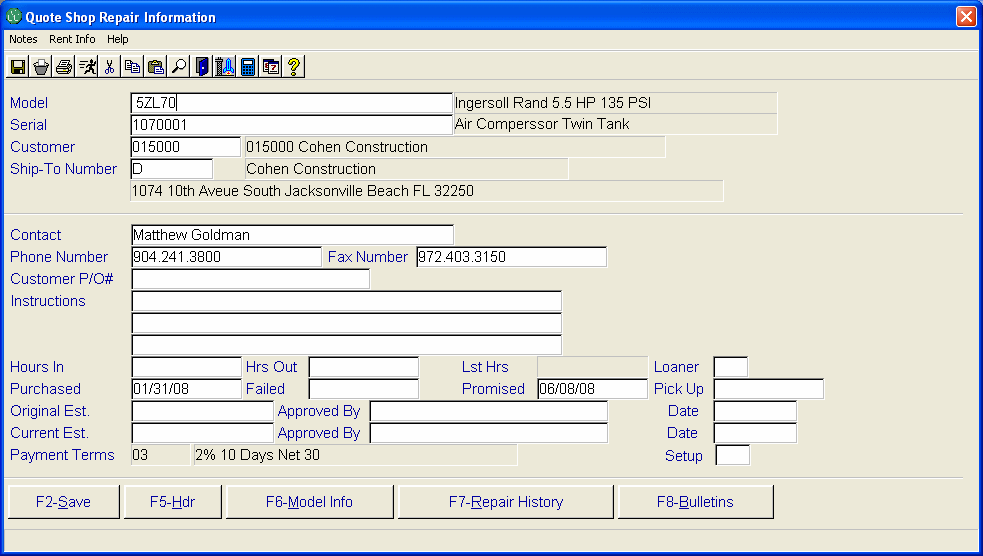 Quote Shop Repair Information
Notes Rent Info Help
Model 5ZL70 Ingersoll Rand 5.5 HP 135 PSI
Serial 1070001 Air Comperssor Twin Tank
Customer 015000 015000 Cohen Construction
Ship-To Number D Cohen Construction
1074 10th Aveue South Jacksonville Beach FL 32250
Contact Matthew Goldman
Phone Number 904.241.3800 Fax Number 972.403.3150
Customer P/O#
Instructions
Hours In Hrs Out Lst Hrs Loaner
Purchased 01/31/08 Failed Promised 06/08/08 Pick Up
Original Est. Approved By Date
Current Est. Approved By Date
Payment Terms 03 2% 10 Days Net 30 Setup
F2-Save F5-Hdr F6-Model Info F7-Repair History F8-Bulletins